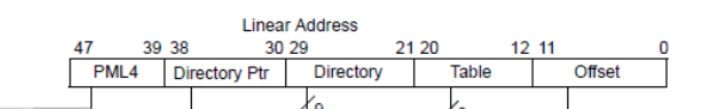 Linear Address
47 39 38 30 29 21 20 12 11 0
PML4 Directory Ptr Directory Table Offset